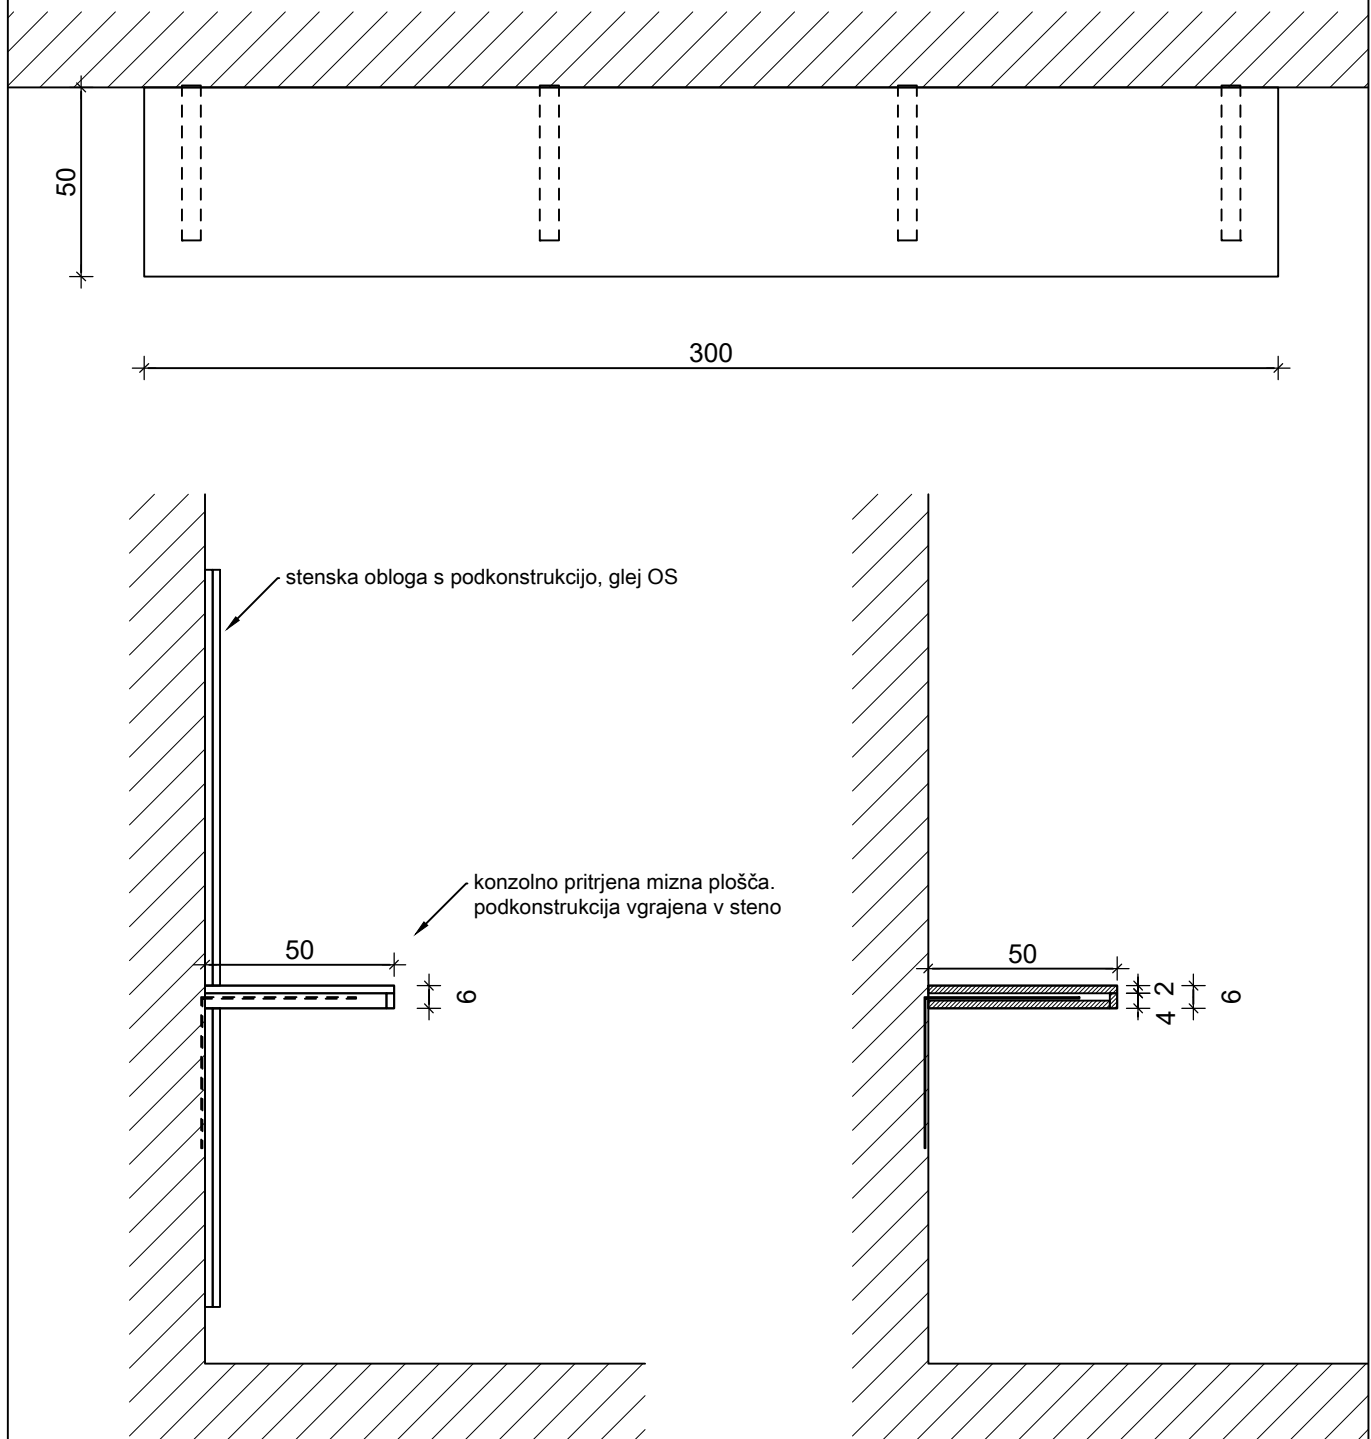 50
300
stenska obloga s podkonstrukcijo, glej OS
konzolno pritrjena mizna plošča.
podkonstrukcija vgrajena v steno
50
6
50
2
4
6